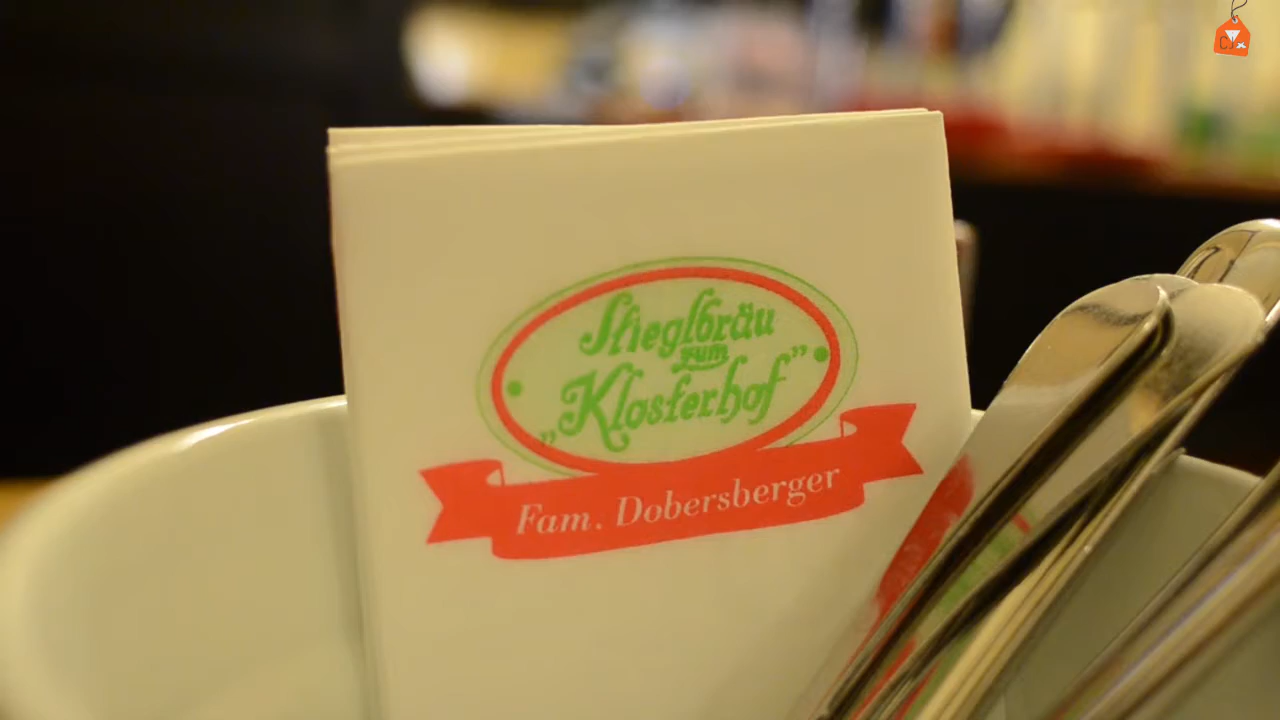 Stieglbräu
zum
„Klosterhof”
Fam. Dobersberger